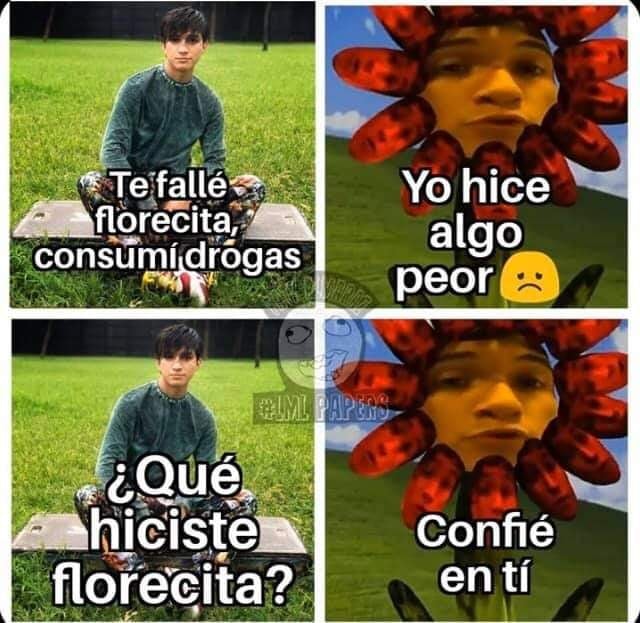 Te fallé
florecita,
consumí drogas
Yo hice
algo
peor 😞
#LML PAPERS
¿Qué
hiciste
florecita?
Confié
en tí